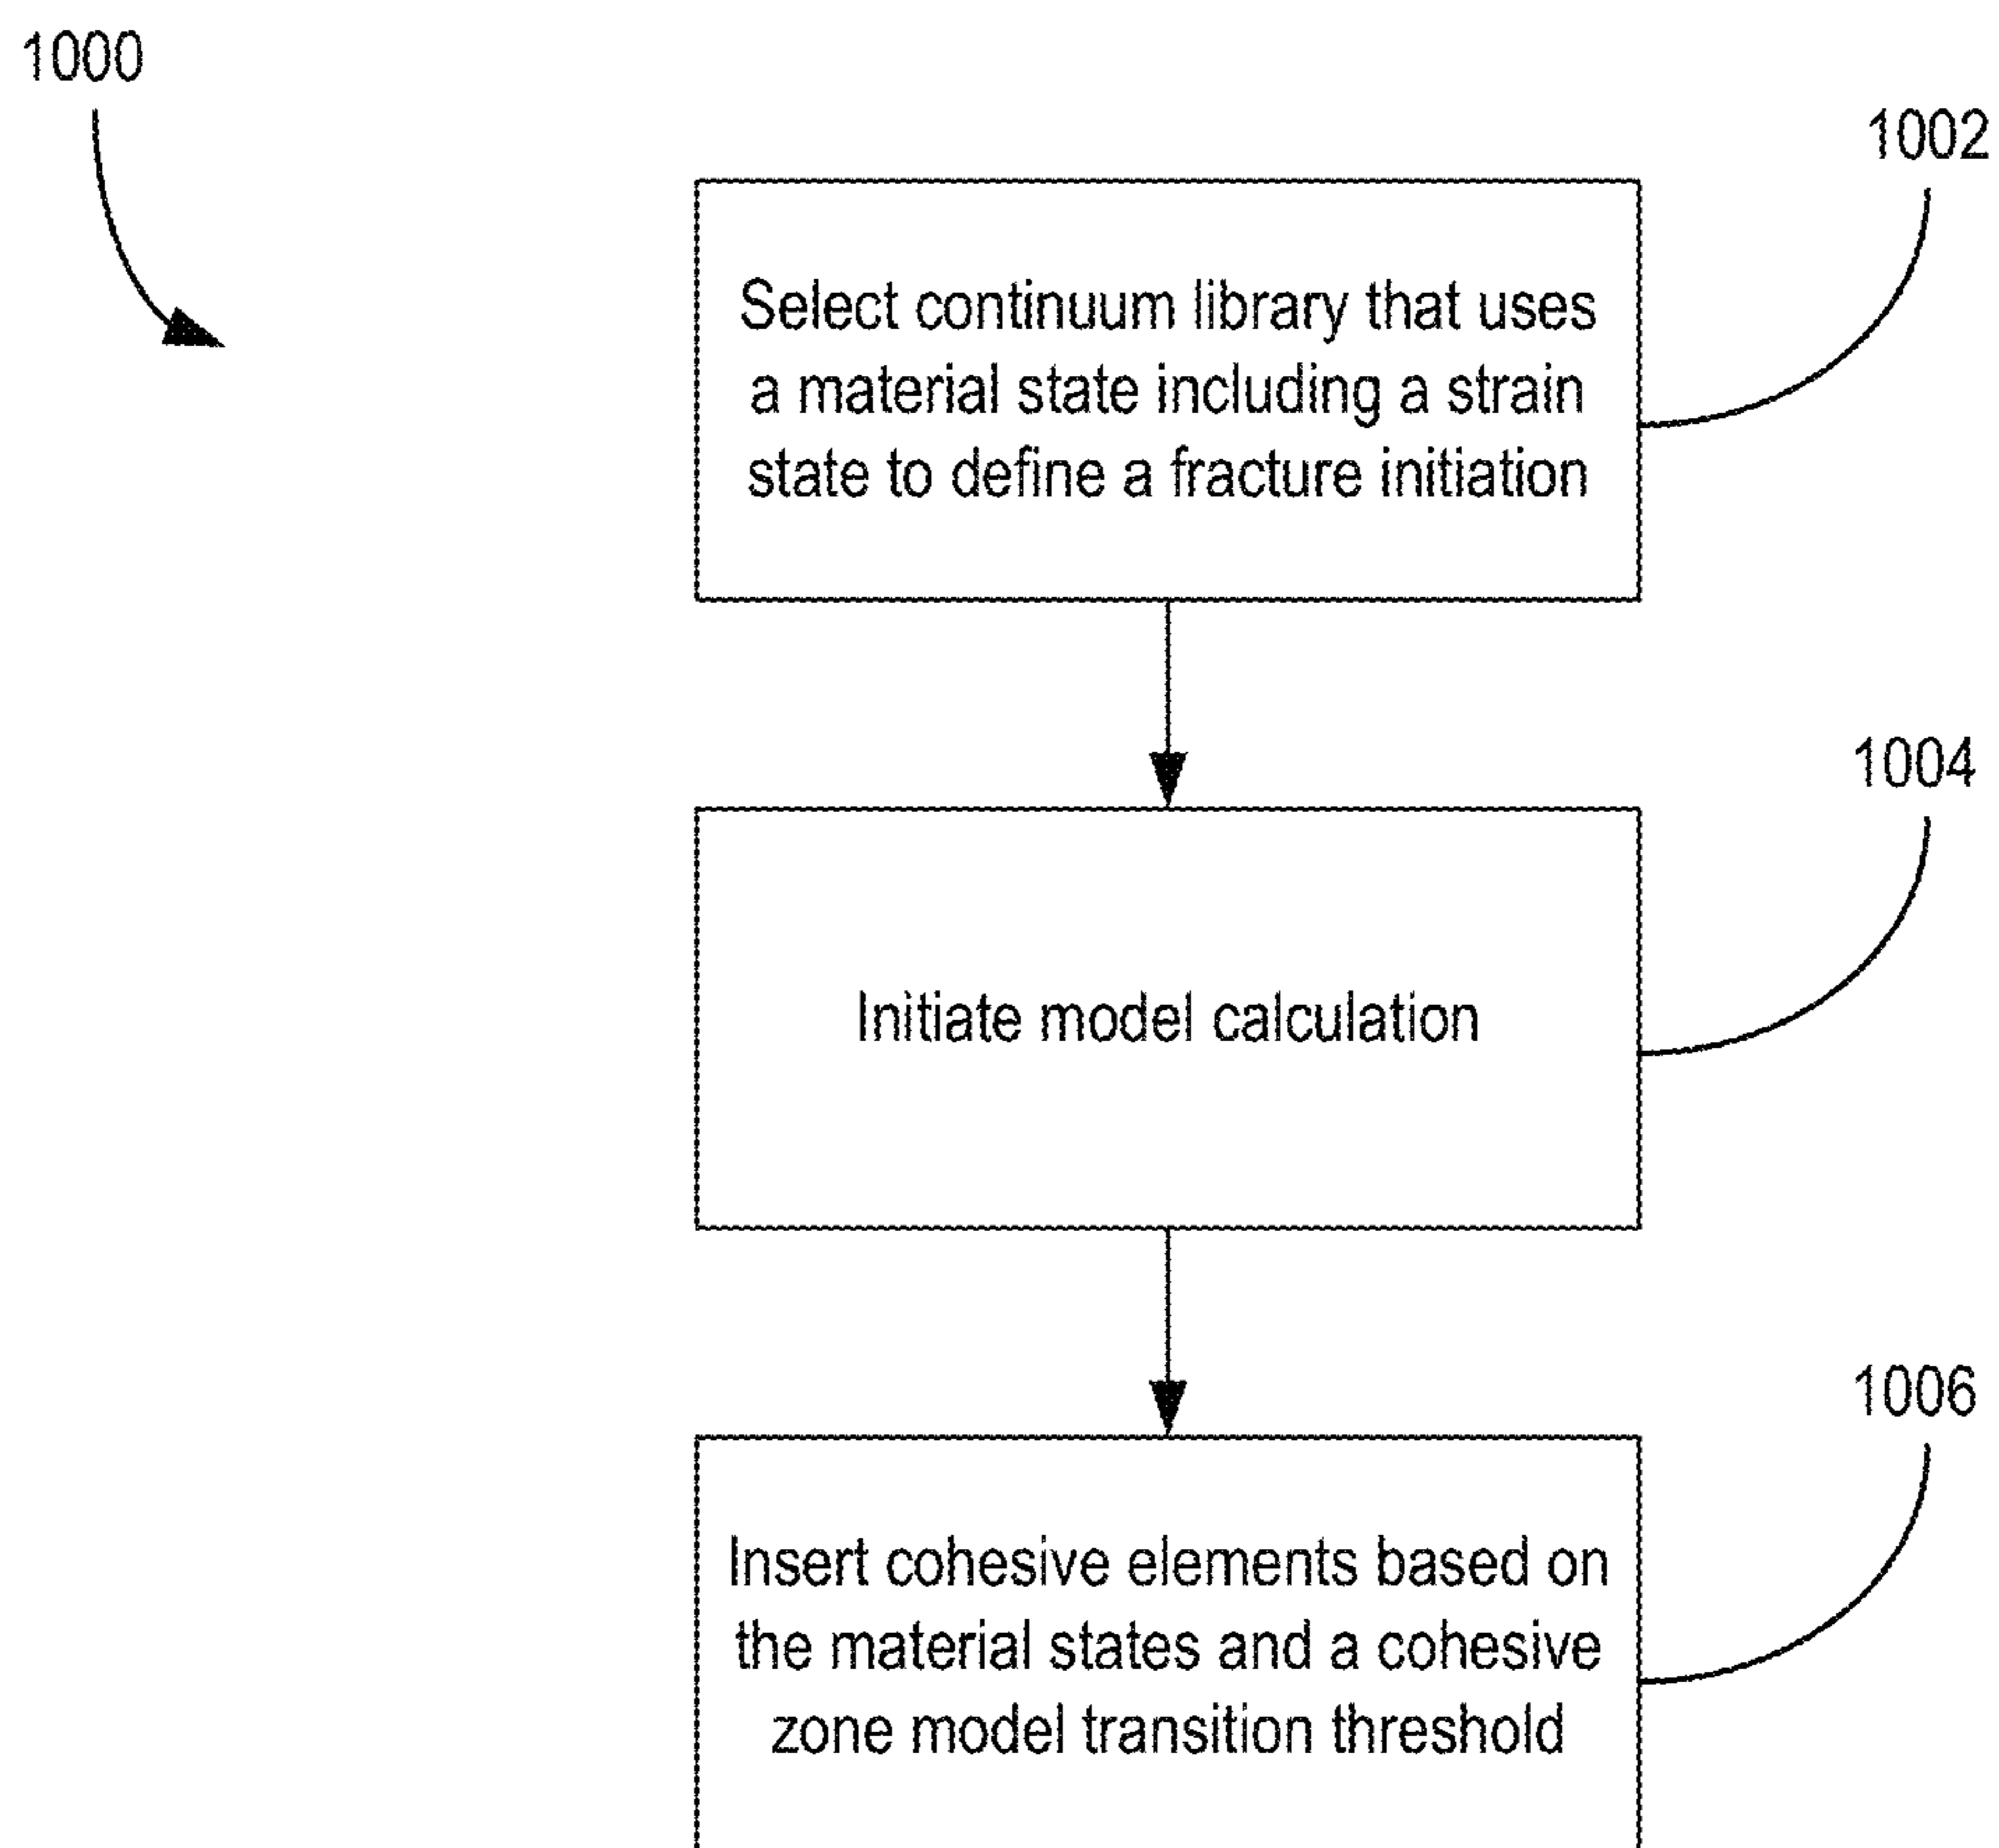 1000
1002
Select continuum library that uses
a material state including a strain
state to define a fracture initiation
1004
Initiate model calculation
1006
Insert cohesive elements based on
the material states and a cohesive
zone model transition threshold